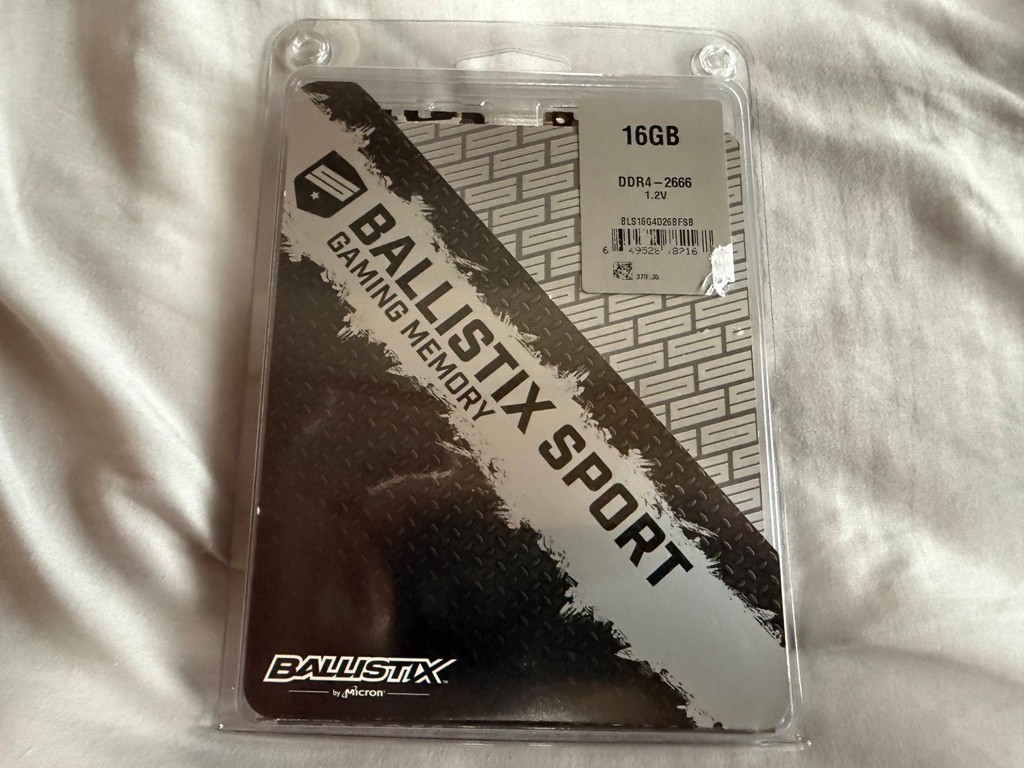 16GB
DDR4-2666
1.2V
BLS16G4D26BFSB
BALLISTIX SPORT
GAMING MEMORY
BALLISTIX
by Micron